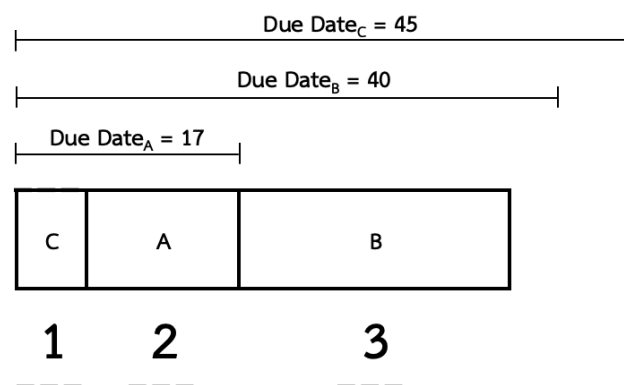 Due Date_C = 45
Due Date_B = 40
Due Date_A = 17
C A B
1 2 3